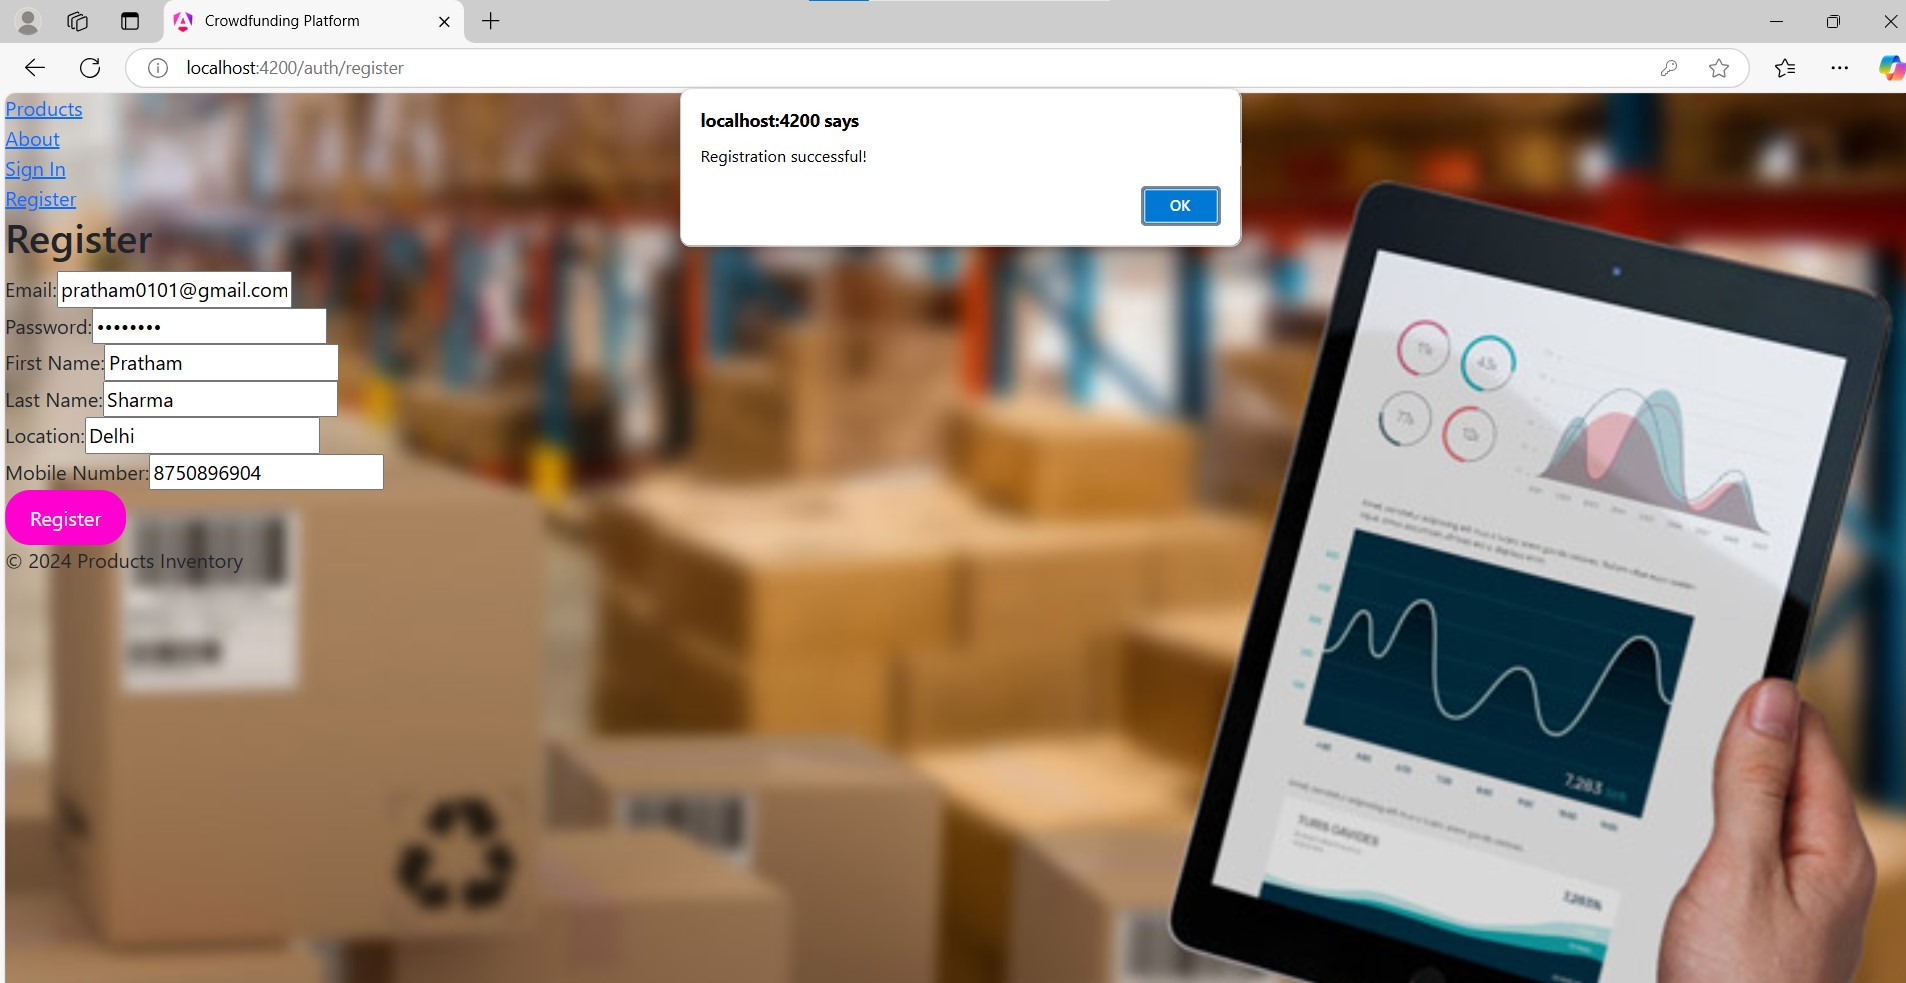 Crowdfunding Platform
localhost:4200/auth/register
localhost:4200 says
Registration successful!
OK
Products
About
Sign In
Register
Register
Email: pratham0101@gmail.com
Password: ••••••••
First Name: Pratham
Last Name: Sharma
Location: Delhi
Mobile Number: 8750896904
Register
© 2024 Products Inventory
7,283